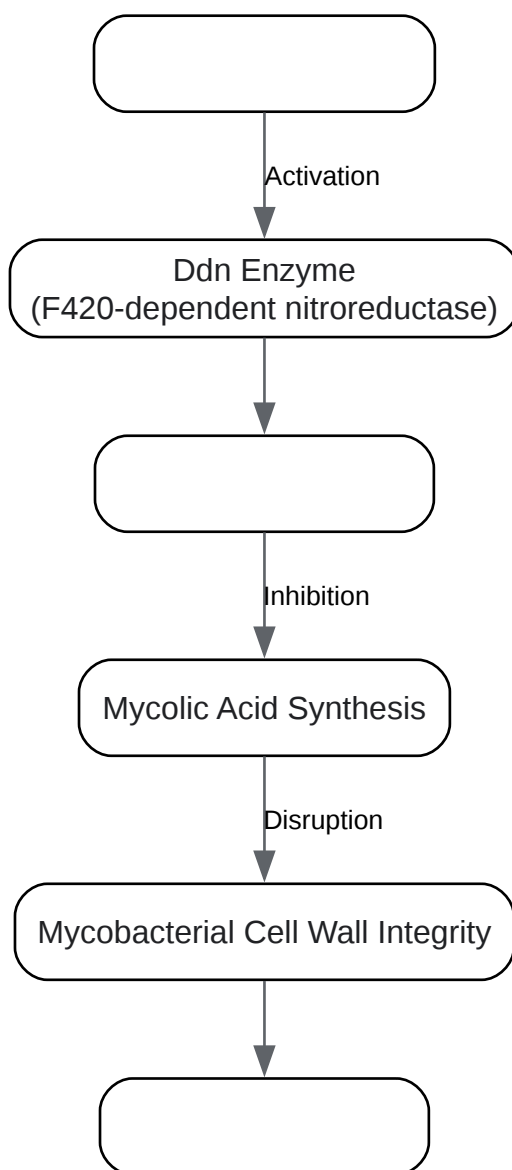 Activation
Ddn Enzyme
(F420-dependent nitroreductase)
Inhibition
Mycolic Acid Synthesis
Disruption
Mycobacterial Cell Wall Integrity